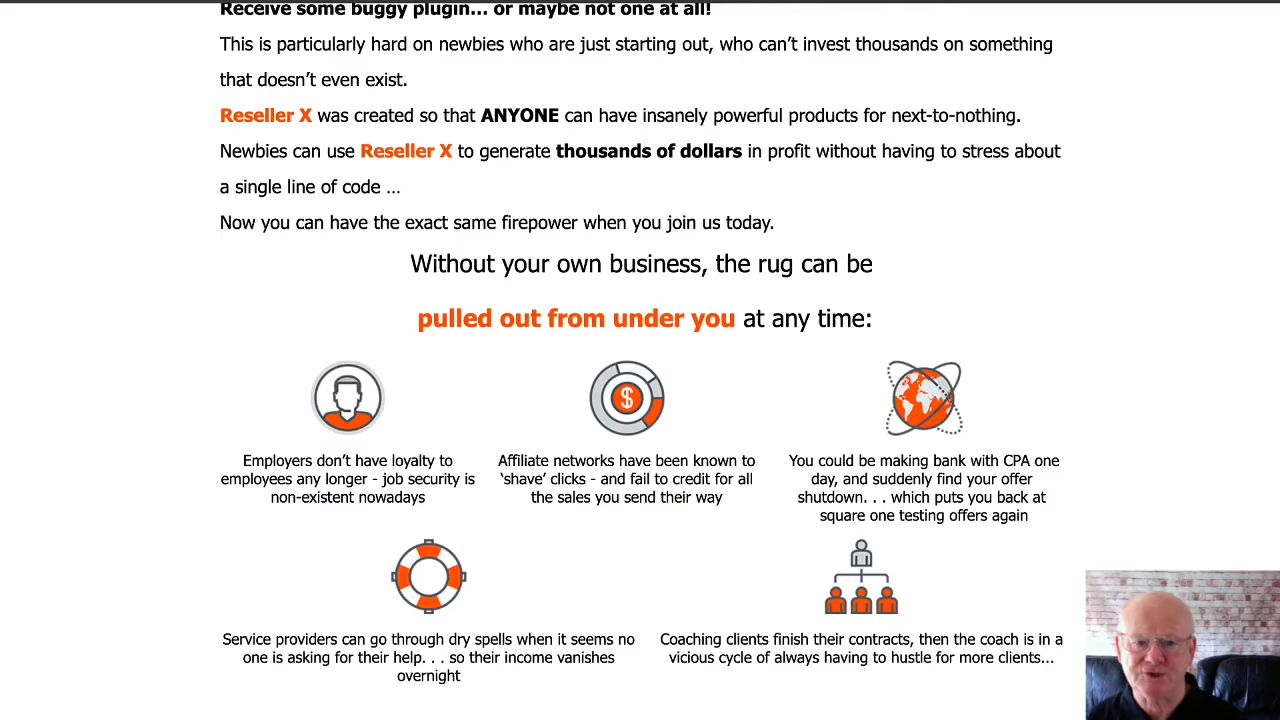 Receive some buggy plugin... or maybe not one at all!
This is particularly hard on newbies who are just starting out, who can't invest thousands on something
that doesn't even exist.
Reseller X was created so that ANYONE can have insanely powerful products for next-to-nothing.
Newbies can use Reseller X to generate thousands of dollars in profit without having to stress about
a single line of code ...
Now you can have the exact same firepower when you join us today.
Without your own business, the rug can be
pulled out from under you at any time:
Employers don't have loyalty to
employees any longer - job security is
non-existent nowadays
Affiliate networks have been known to
'shave' clicks - and fail to credit for all
the sales you send their way
You could be making bank with CPA one
day, and suddenly find your offer
shutdown. . . which puts you back at
square one testing offers again
Service providers can go through dry spells when it seems no
one is asking for their help. . . so their income vanishes
overnight
Coaching clients finish their contracts, then the coach is in a
vicious cycle of always having to hustle for more clients...